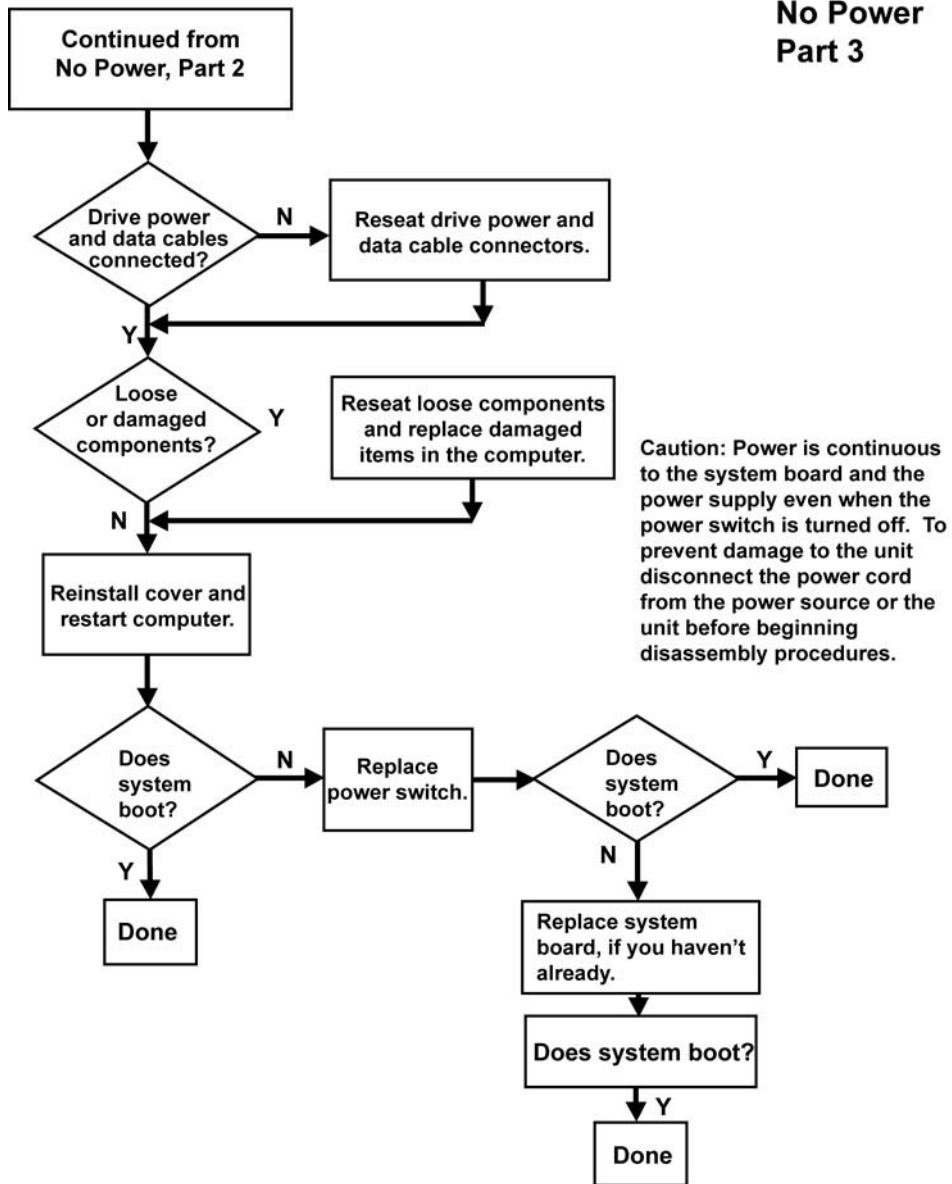 No Power
Part 3
Continued from
No Power, Part 2
Drive power
and data cables
connected?
N
Reseat drive power and
data cable connectors.
Y
Loose
or damaged
components?
Y
Reseat loose components
and replace damaged
items in the computer.
Caution: Power is continuous
to the system board and the
power supply even when the
power switch is turned off. To
prevent damage to the unit
disconnect the power cord
from the power source or the
unit before beginning
disassembly procedures.
N
Reinstall cover and
restart computer.
Does
system
boot?
N
Replace
power switch.
Does
system
boot?
Y
Done
Y
Done
N
Replace system
board, if you haven't
already.
Does system boot?
Y
Done